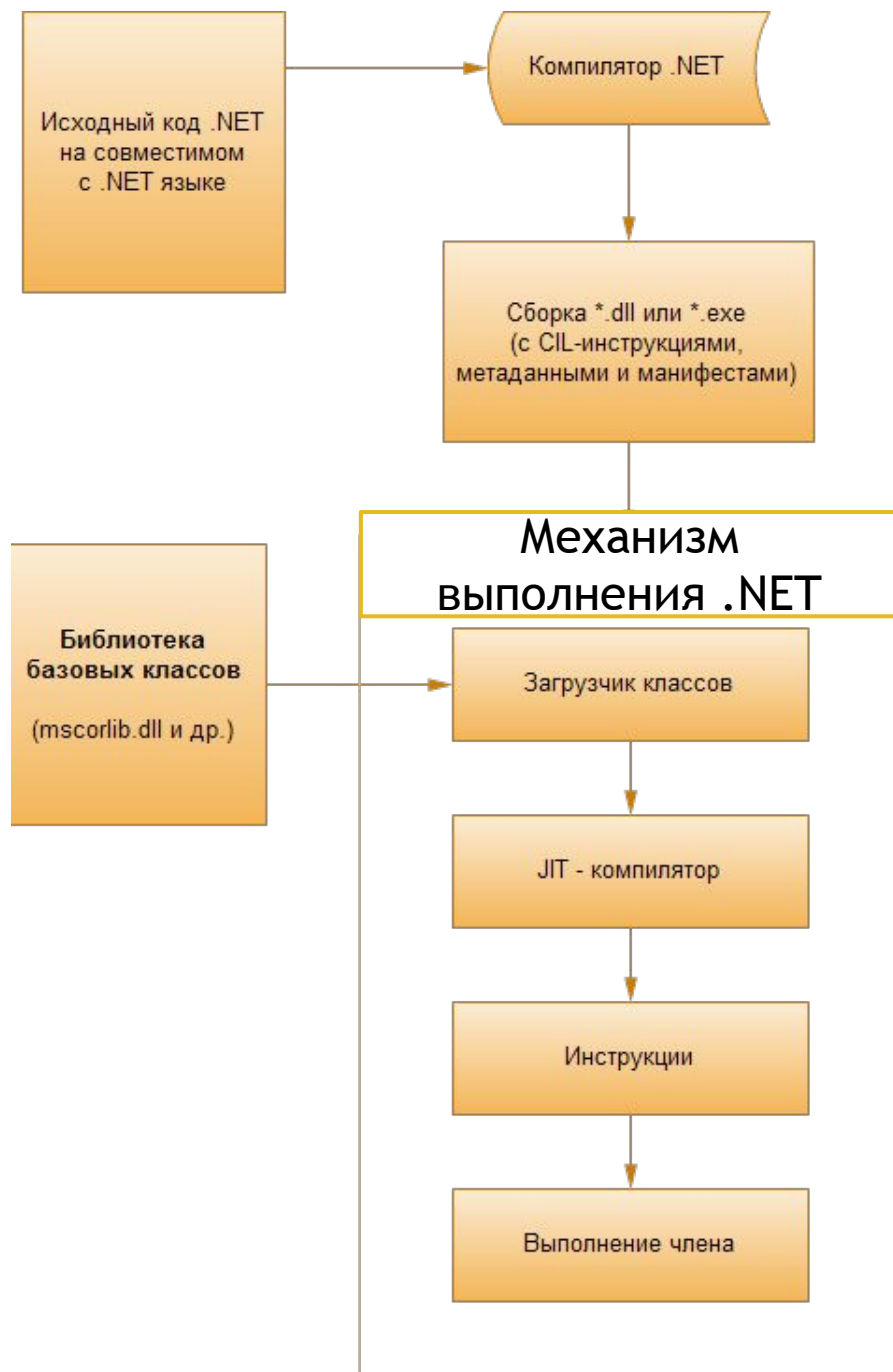 Исходный код .NET
на совместимом
с .NET языке
Компилятор .NET
Сборка *.dll или *.exe
(с CIL-инструкциями,
метаданными и манифестами)
Механизм
выполнения .NET
Библиотека
базовых классов
(mscorlib.dll и др.)
Загрузчик классов
JIT - компилятор
Инструкции
Выполнение члена